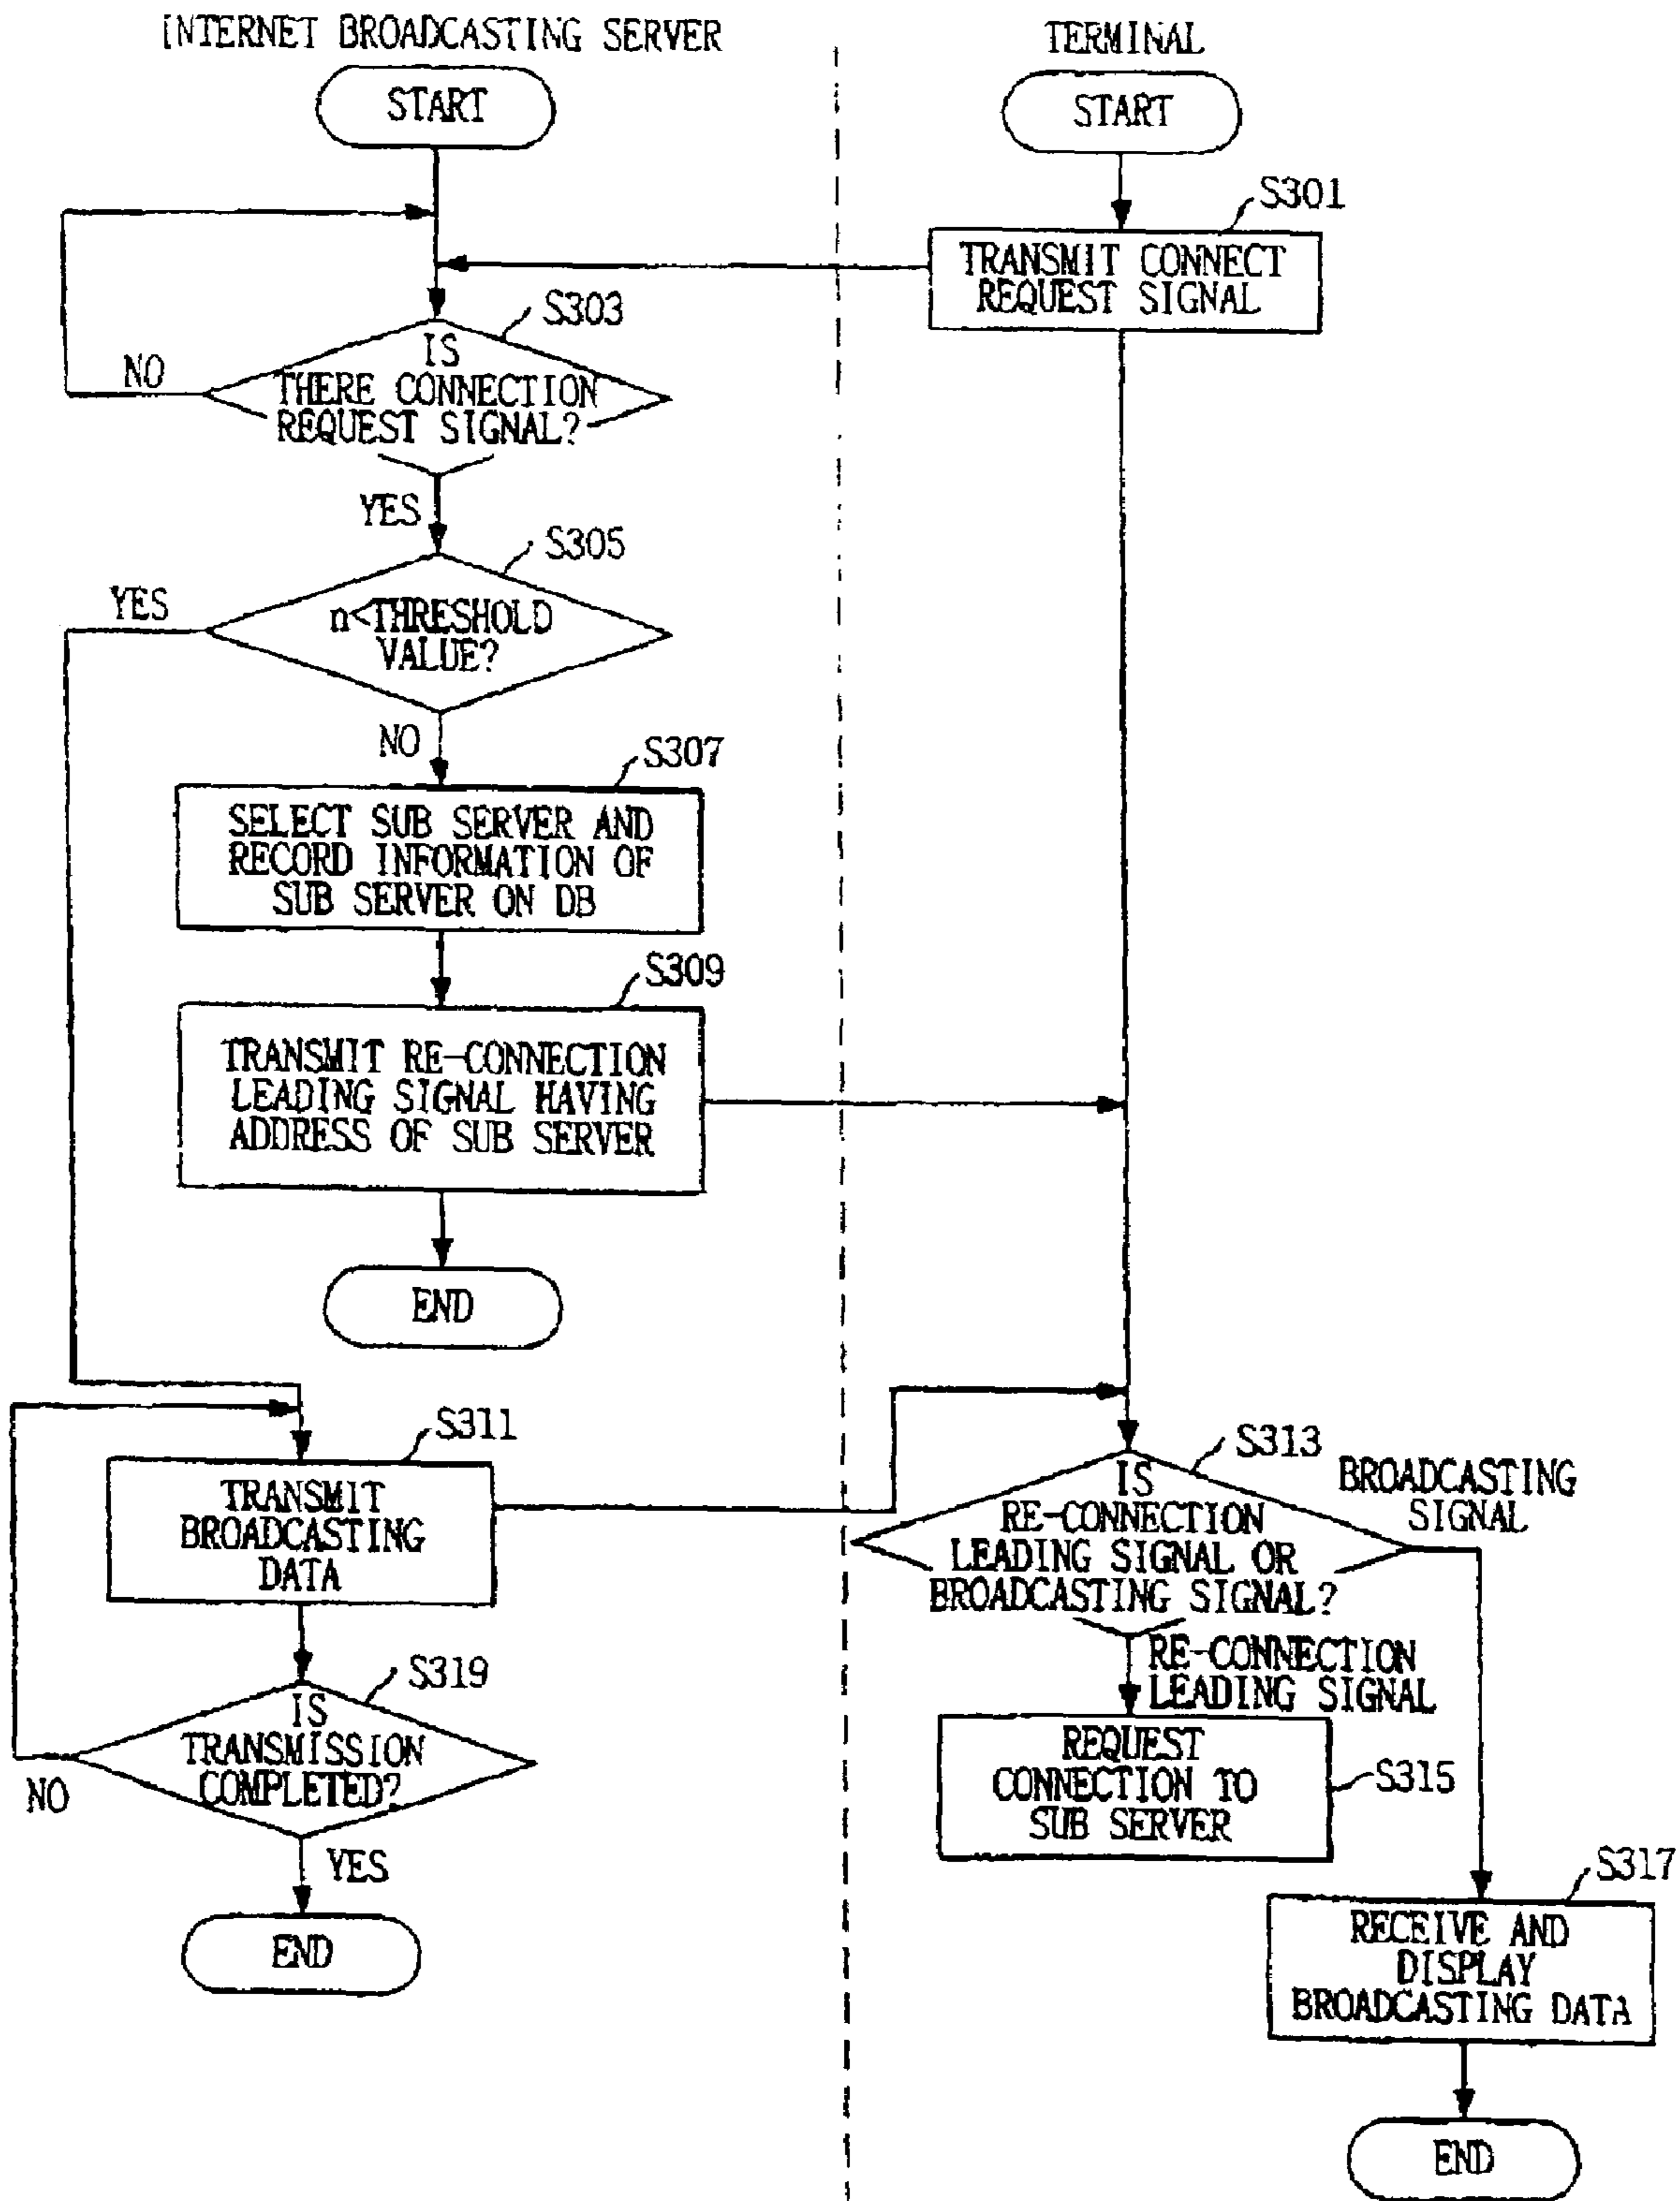 INTERNET BROADCASTING SERVER
TERMINAL
START
START
S301
TRANSMIT CONNECT
REQUEST SIGNAL
S303
IS
THERE CONNECTION
REQUEST SIGNAL?
NO
YES
S305
n<THRESHOLD
VALUE?
YES
NO
S307
SELECT SUB SERVER AND
RECORD INFORMATION OF
SUB SERVER ON DB
S309
TRANSMIT RE-CONNECTION
LEADING SIGNAL HAVING
ADDRESS OF SUB SERVER
END
S311
TRANSMIT
BROADCASTING
DATA
S313
IS
RE-CONNECTION
LEADING SIGNAL OR
BROADCASTING SIGNAL?
BROADCASTING
SIGNAL
RE-CONNECTION
LEADING SIGNAL
S319
IS
TRANSMISSION
COMPLETED?
NO
YES
END
REQUEST
CONNECTION TO
SUB SERVER
S315
S317
RECEIVE AND
DISPLAY
BROADCASTING DATA
END